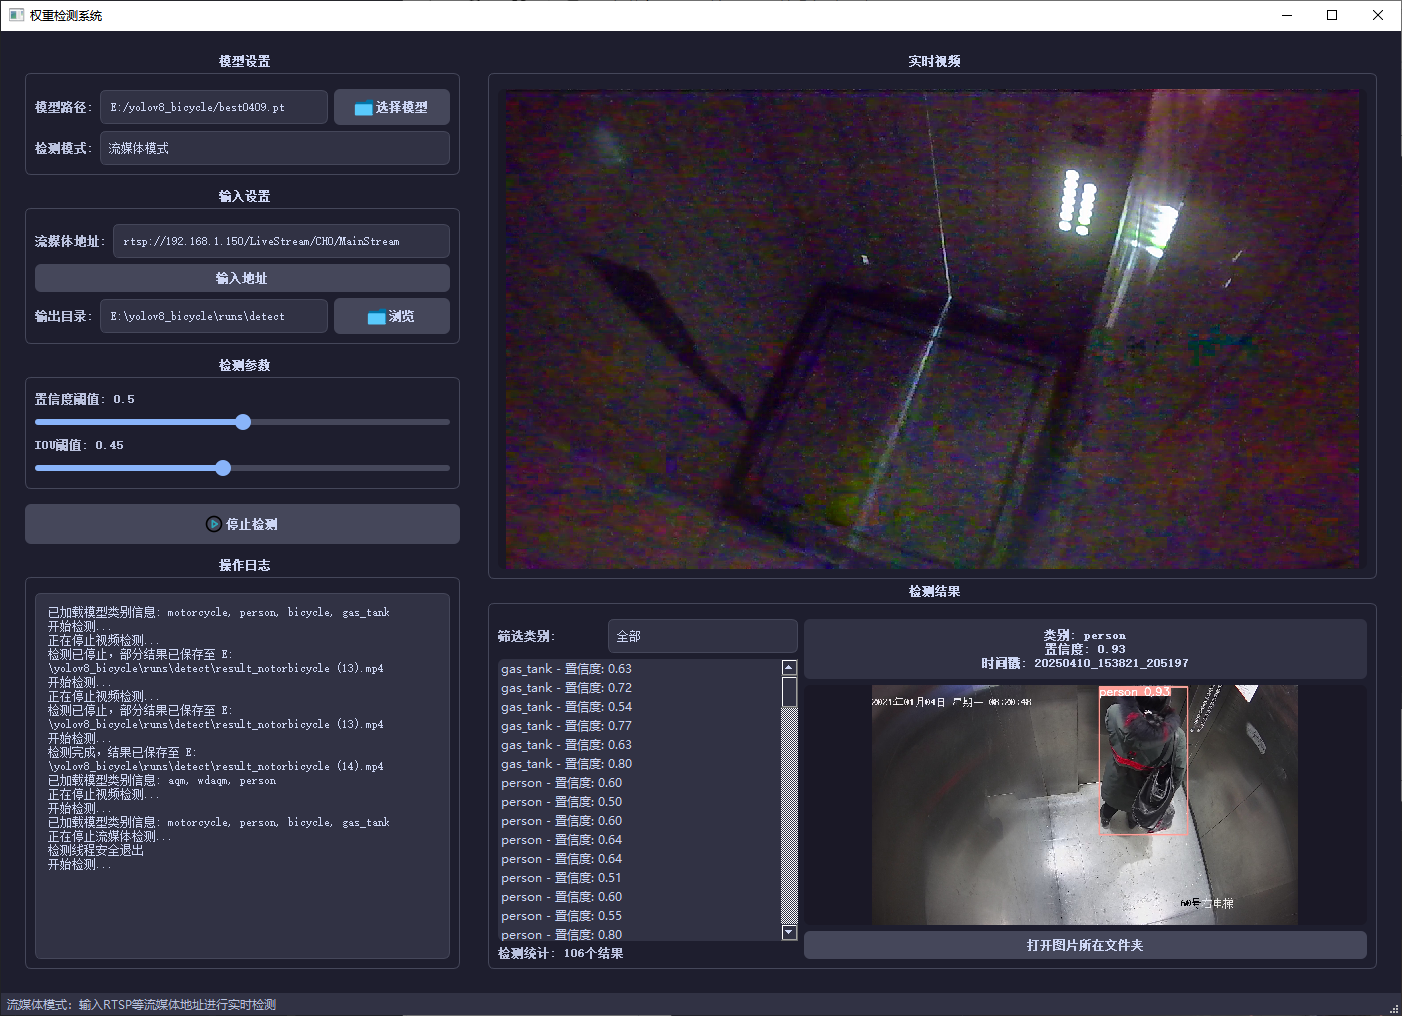 权重检测系统
模型设置
模型路径: E:/yolov8_bicycle/best0409.pt 选择模型
检测模式: 流媒体模式
输入设置
流媒体地址: rtsp://192.168.1.150/LiveStream/CH0/MainStream
输入地址
输出目录: E:\yolov8_bicycle\runs\detect 浏览
检测参数
置信度阈值: 0.5
IOU阈值: 0.45
停止检测
操作日志
已加载模型类别信息: motorcycle, person, bicycle, gas_tank
开始检测...
正在停止视频检测...
检测已停止，部分结果已保存至 E:
\yolov8_bicycle\runs\detect\result_notorbicycle (13).mp4
开始检测...
正在停止视频检测...
检测已停止，部分结果已保存至 E:
\yolov8_bicycle\runs\detect\result_notorbicycle (13).mp4
开始检测...
检测完成，结果已保存至 E:
\yolov8_bicycle\runs\detect\result_notorbicycle (14).mp4
已加载模型类别信息: aqm, wdaqm, person
正在停止视频检测...
开始检测...
已加载模型类别信息: motorcycle, person, bicycle, gas_tank
正在停止流媒体检测...
检测线程安全退出
开始检测...
实时视频
检测结果
筛选类别: 全部
gas_tank - 置信度: 0.63
gas_tank - 置信度: 0.72
gas_tank - 置信度: 0.54
gas_tank - 置信度: 0.77
gas_tank - 置信度: 0.63
gas_tank - 置信度: 0.80
person - 置信度: 0.60
person - 置信度: 0.50
person - 置信度: 0.60
person - 置信度: 0.64
person - 置信度: 0.64
person - 置信度: 0.51
person - 置信度: 0.60
person - 置信度: 0.55
person - 置信度: 0.80
检测统计: 106个结果
类别: person
置信度: 0.93
时间戳: 20250410_153821_205197
2021年01月04日 星期一 08:20:48
person 0.93
60号右电梯
打开图片所在文件夹
流媒体模式: 输入RTSP等流媒体地址进行实时检测